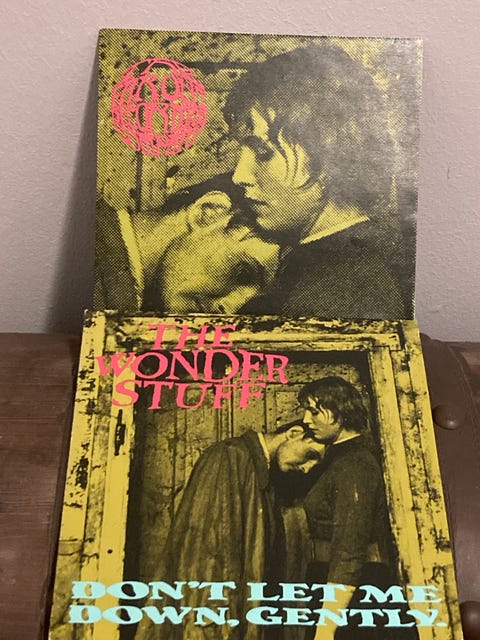 THE
WONDER
STUFF
DON'T LET ME
DOWN, GENTLY.